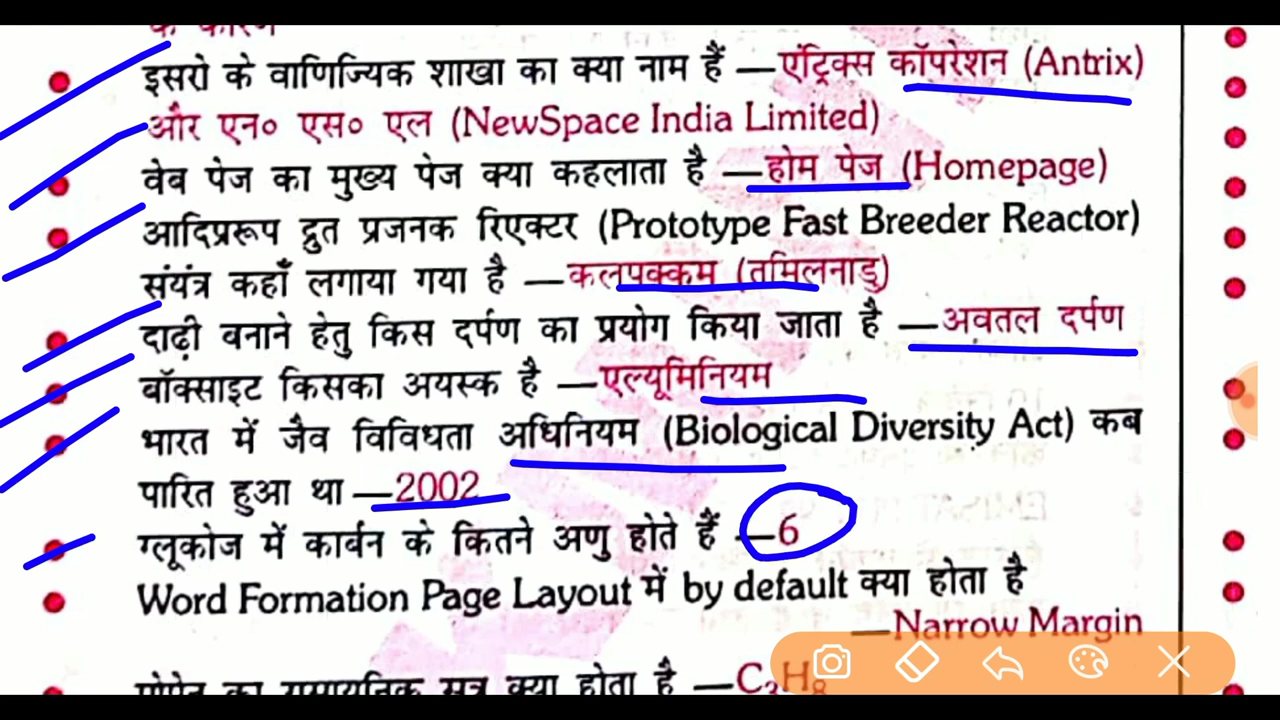 के कारण
इसरो के वाणिज्यिक शाखा का क्या नाम हैं —एंट्रिक्स कॉपरेशन (Antrix)
और एन० एस० एल (NewSpace India Limited)
वेब पेज का मुख्य पेज क्या कहलाता है —होम पेज (Homepage)
आदिप्ररूप द्रुत प्रजनक रिएक्टर (Prototype Fast Breeder Reactor)
संयंत्र कहाँ लगाया गया है —कलपक्कम (तमिलनाडु)
दाढ़ी बनाने हेतु किस दर्पण का प्रयोग किया जाता है —अवतल दर्पण
बॉक्साइट किसका अयस्क है —एल्यूमिनियम
भारत में जैव विविधता अधिनियम (Biological Diversity Act) कब
पारित हुआ था —2002
ग्लूकोज में कार्बन के कितने अणु होते हैं —6
Word Formation Page Layout में by default क्या होता है
—Narrow Margin
का क्या होता है —C₃H₈